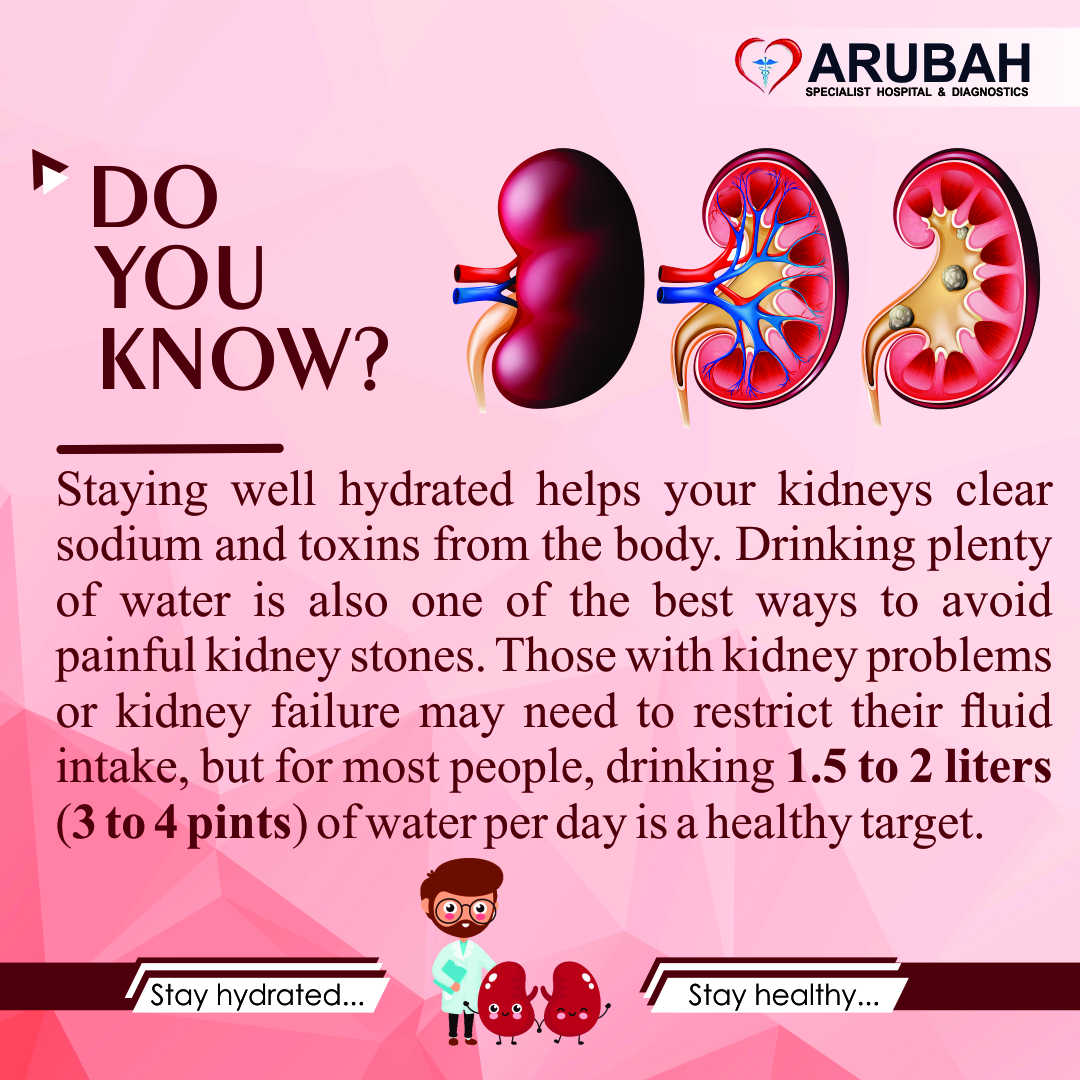 ARUBAH
SPECIALIST HOSPITAL & DIAGNOSTICS
DO
YOU
KNOW?
Staying well hydrated helps your kidneys clear
sodium and toxins from the body. Drinking plenty
of water is also one of the best ways to avoid
painful kidney stones. Those with kidney problems
or kidney failure may need to restrict their fluid
intake, but for most people, drinking 1.5 to 2 liters
(3 to 4 pints) of water per day is a healthy target.
Stay hydrated...
Stay healthy...